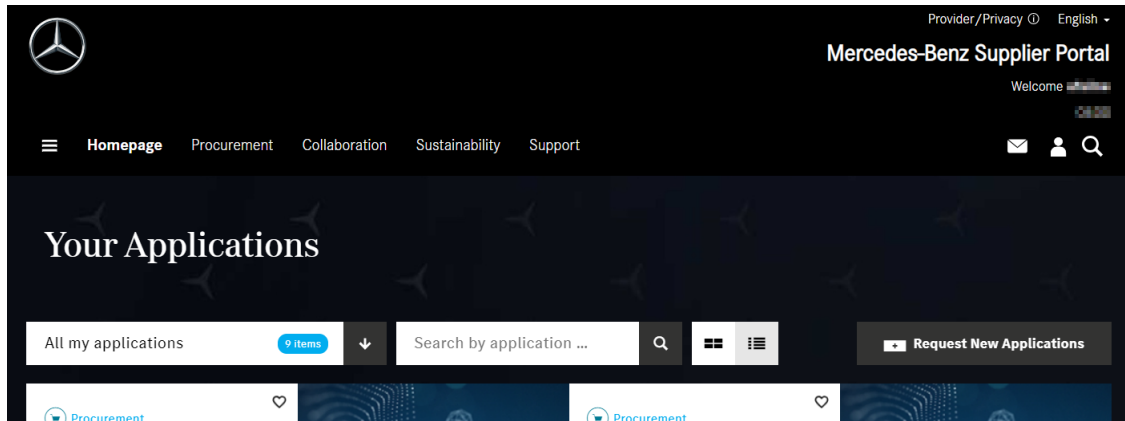 Provider/Privacy English
Mercedes-Benz Supplier Portal
Welcome
Homepage Procurement Collaboration Sustainability Support
Your Applications
All my applications 9 items Search by application ... Request New Applications
Procurement Procurement